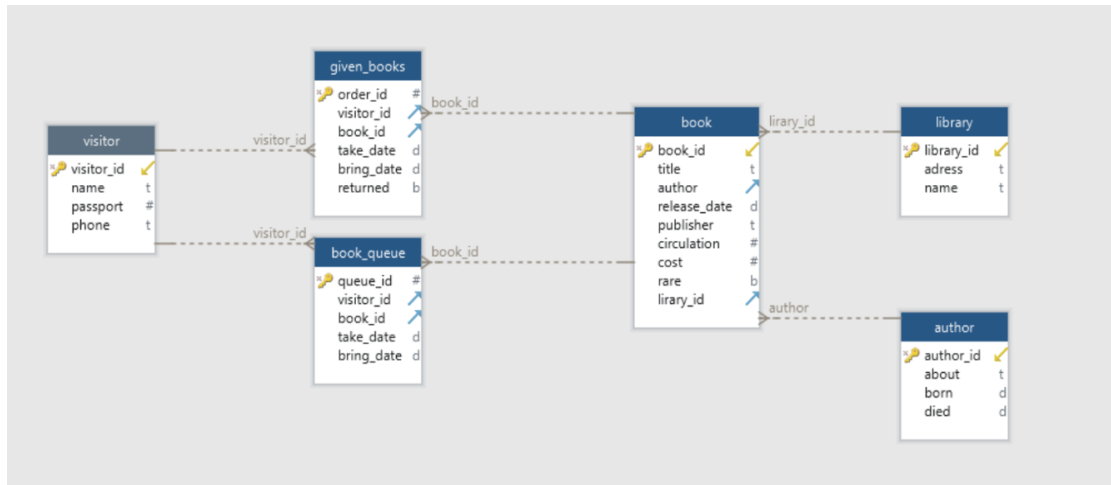 visitor
visitor_id
name t
passport #
phone t
visitor_id
visitor_id
given_books
order_id #
visitor_id
book_id
take_date d
bring_date d
returned b
book_queue
queue_id #
visitor_id
book_id
take_date d
bring_date d
book_id
book_id
book
book_id
title t
author
release_date d
publisher t
circulation #
cost #
rare b
lirary_id
lirary_id
author
library
library_id
adress t
name t
author
author_id
about t
born d
died d